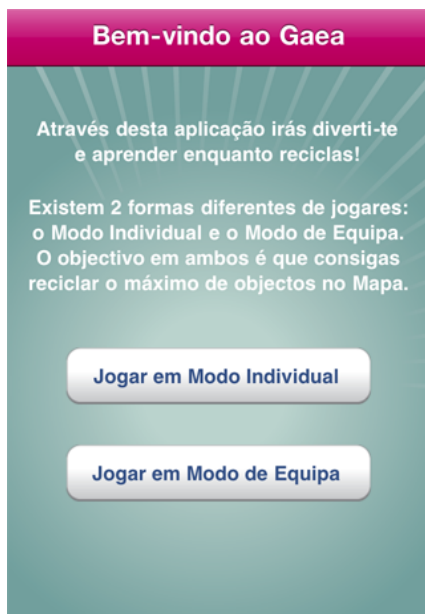 Bem-vindo ao Gaea
Através desta aplicação irás diverti-te
e aprender enquanto reciclas!
Existem 2 formas diferentes de jogares:
o Modo Individual e o Modo de Equipa.
O objectivo em ambos é que consigas
reciclar o máximo de objectos no Mapa.
Jogar em Modo Individual
Jogar em Modo de Equipa